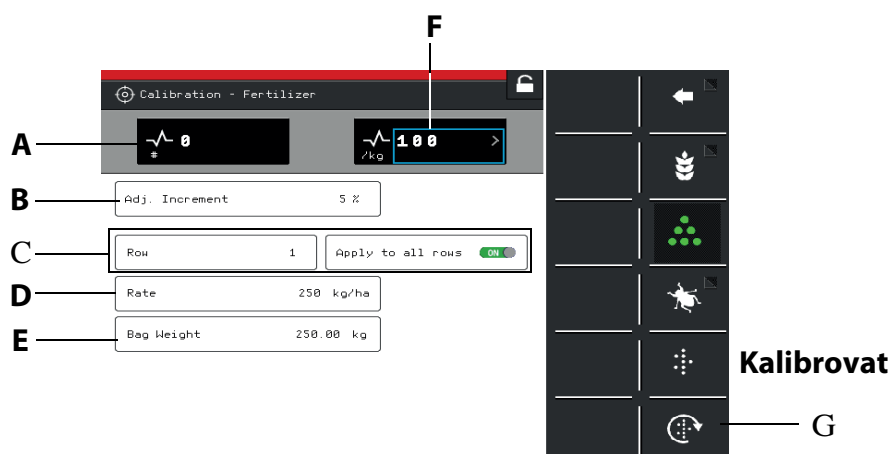 F
Calibration - Fertilizer
A
0
#
100 >
/kg
B
Adj. Increment 5 %
C
Row 1 Apply to all rows ON
D
Rate 250 kg/ha
E
Bag Weight 250.00 kg
Kalibrovat
G